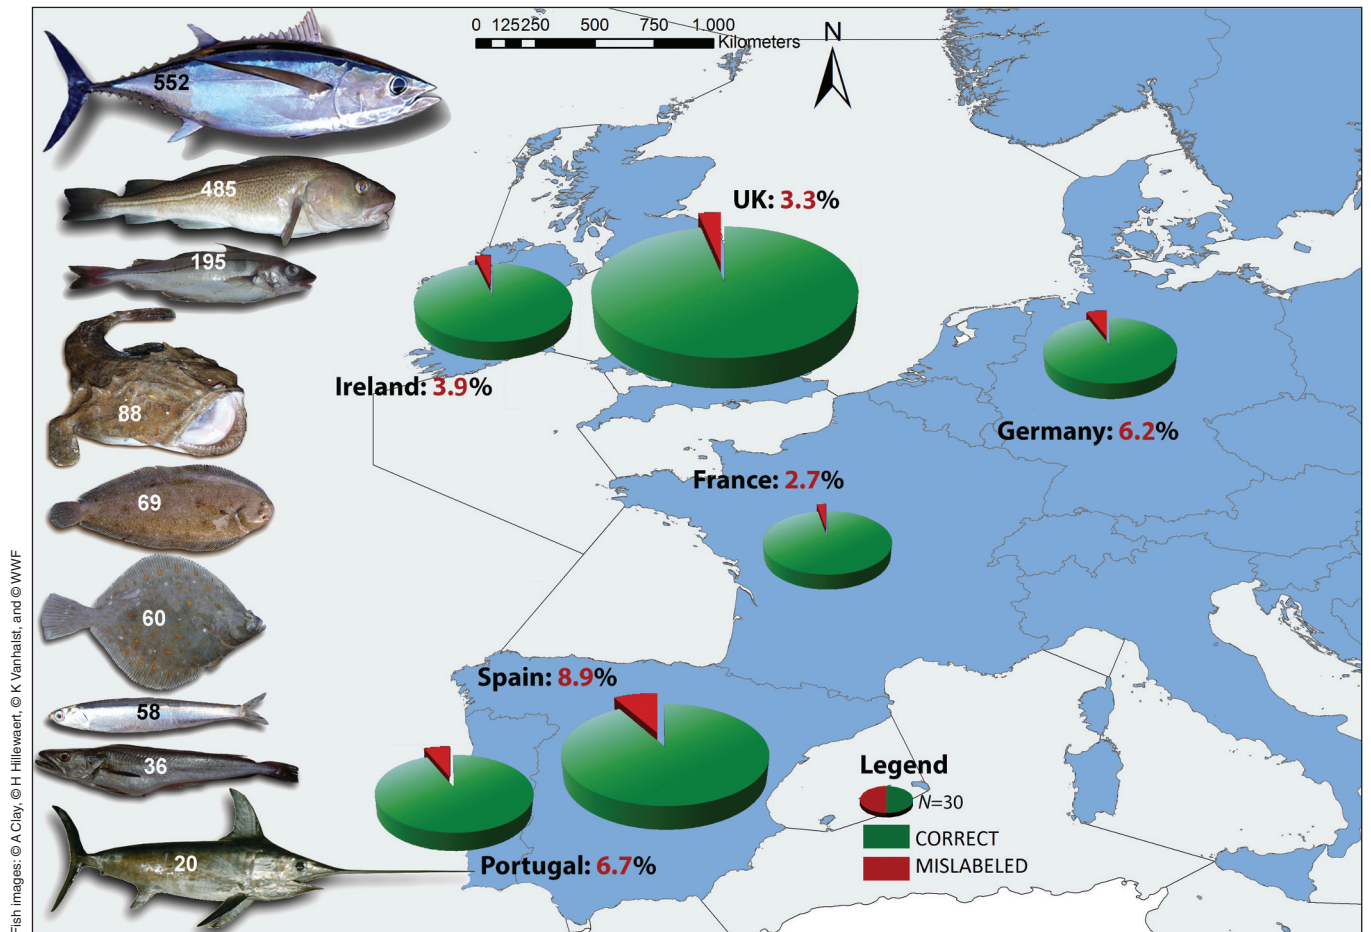 0 125250 500 750 1.000
Kilometers
N
552
485
195
88
69
60
58
36
20
UK: 3.3%
Ireland: 3.9%
Germany: 6.2%
France: 2.7%
Spain: 8.9%
Portugal: 6.7%
Legend
N=30
CORRECT
MISLABELED
Fish images: © A Clay, © H Hillewaert, © K Vanhalst, and © WWF